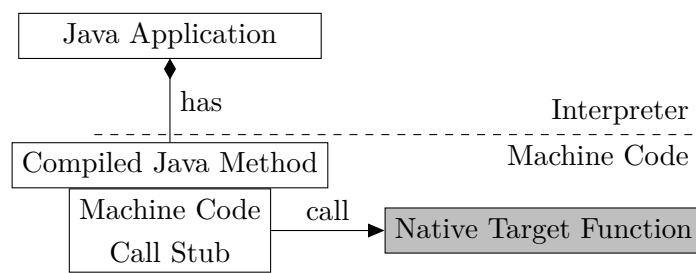 Java Application
has
Interpreter
Machine Code
Compiled Java Method
Machine Code
Call Stub
call
Native Target Function